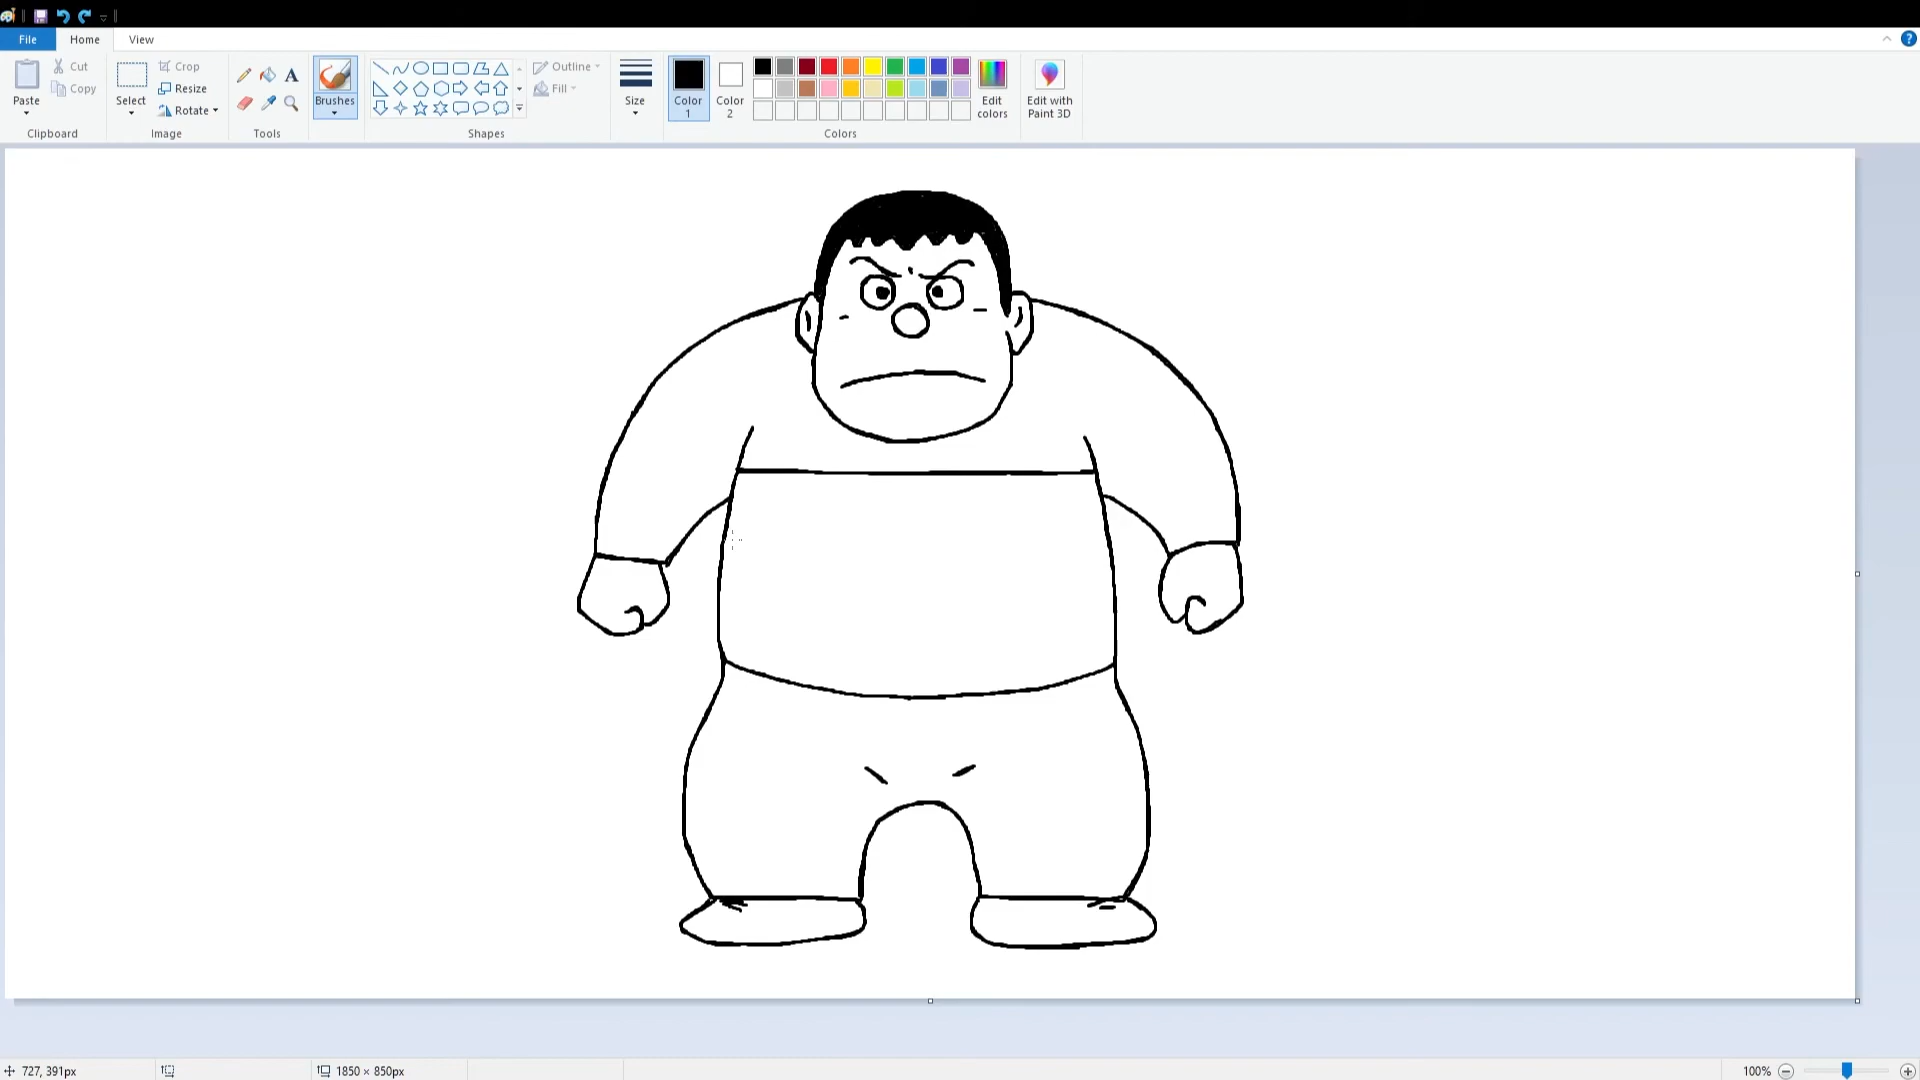 File Home View
Paste
Cut
Copy
Clipboard
Select
Crop
Resize
Rotate
Image
A
Tools
Brushes
Outline
Fill
Shapes
Size
Color
1
Color
2
Colors
Edit
colors
Edit with
Paint 3D
?
727, 391px
1850 × 850px
100%